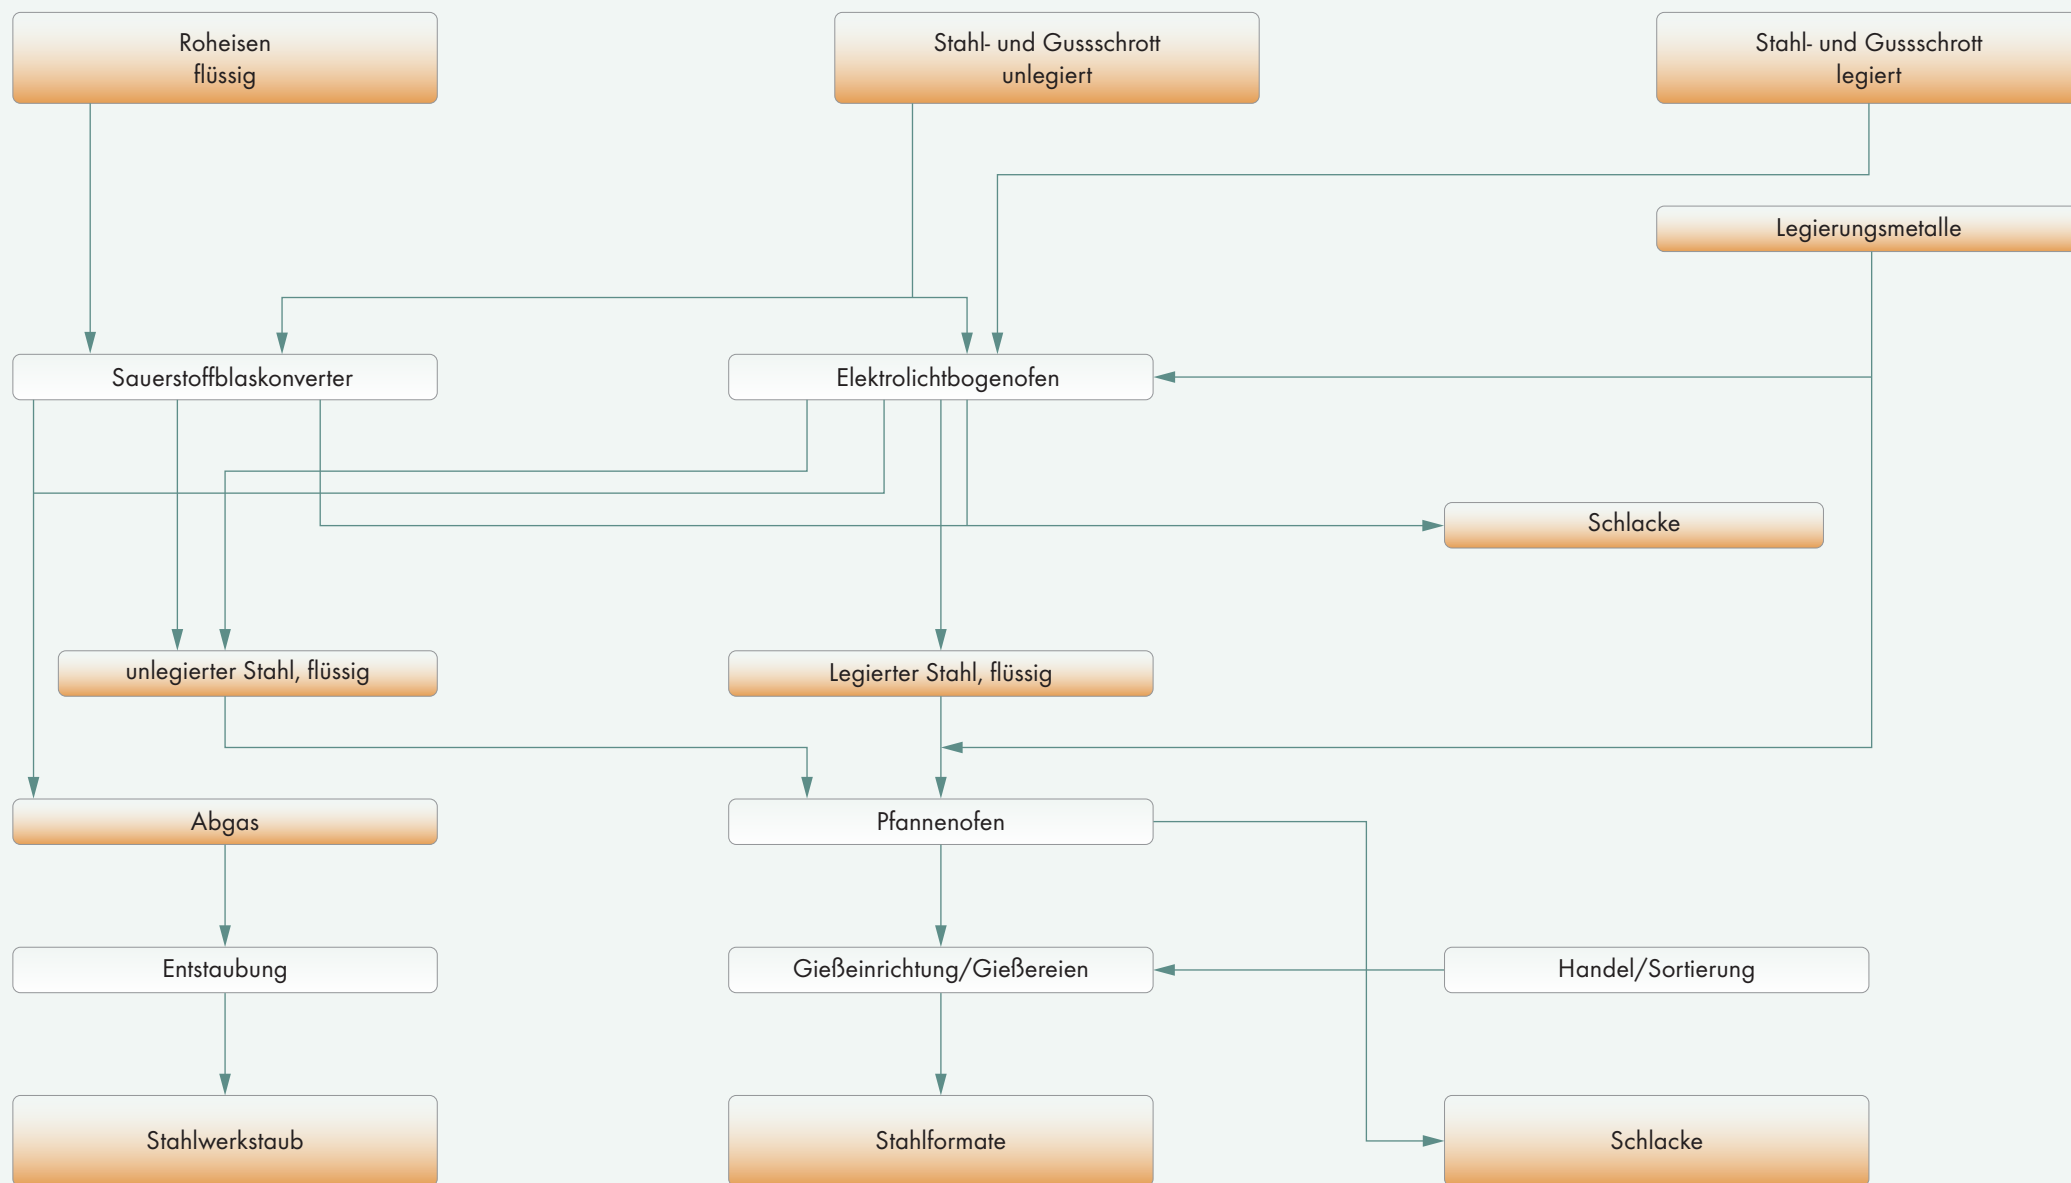 Roheisen
flüssig
Stahl- und Gussschrott
unlegiert
Stahl- und Gussschrott
legiert
Legierungsmetalle
Sauerstoffblaskonverter
Elektrolichtbogenofen
Schlacke
unlegierter Stahl, flüssig
Legierter Stahl, flüssig
Abgas
Pfannenofen
Entstaubung
Gießeinrichtung/Gießereien
Handel/Sortierung
Stahlwerkstaub
Stahlformate
Schlacke